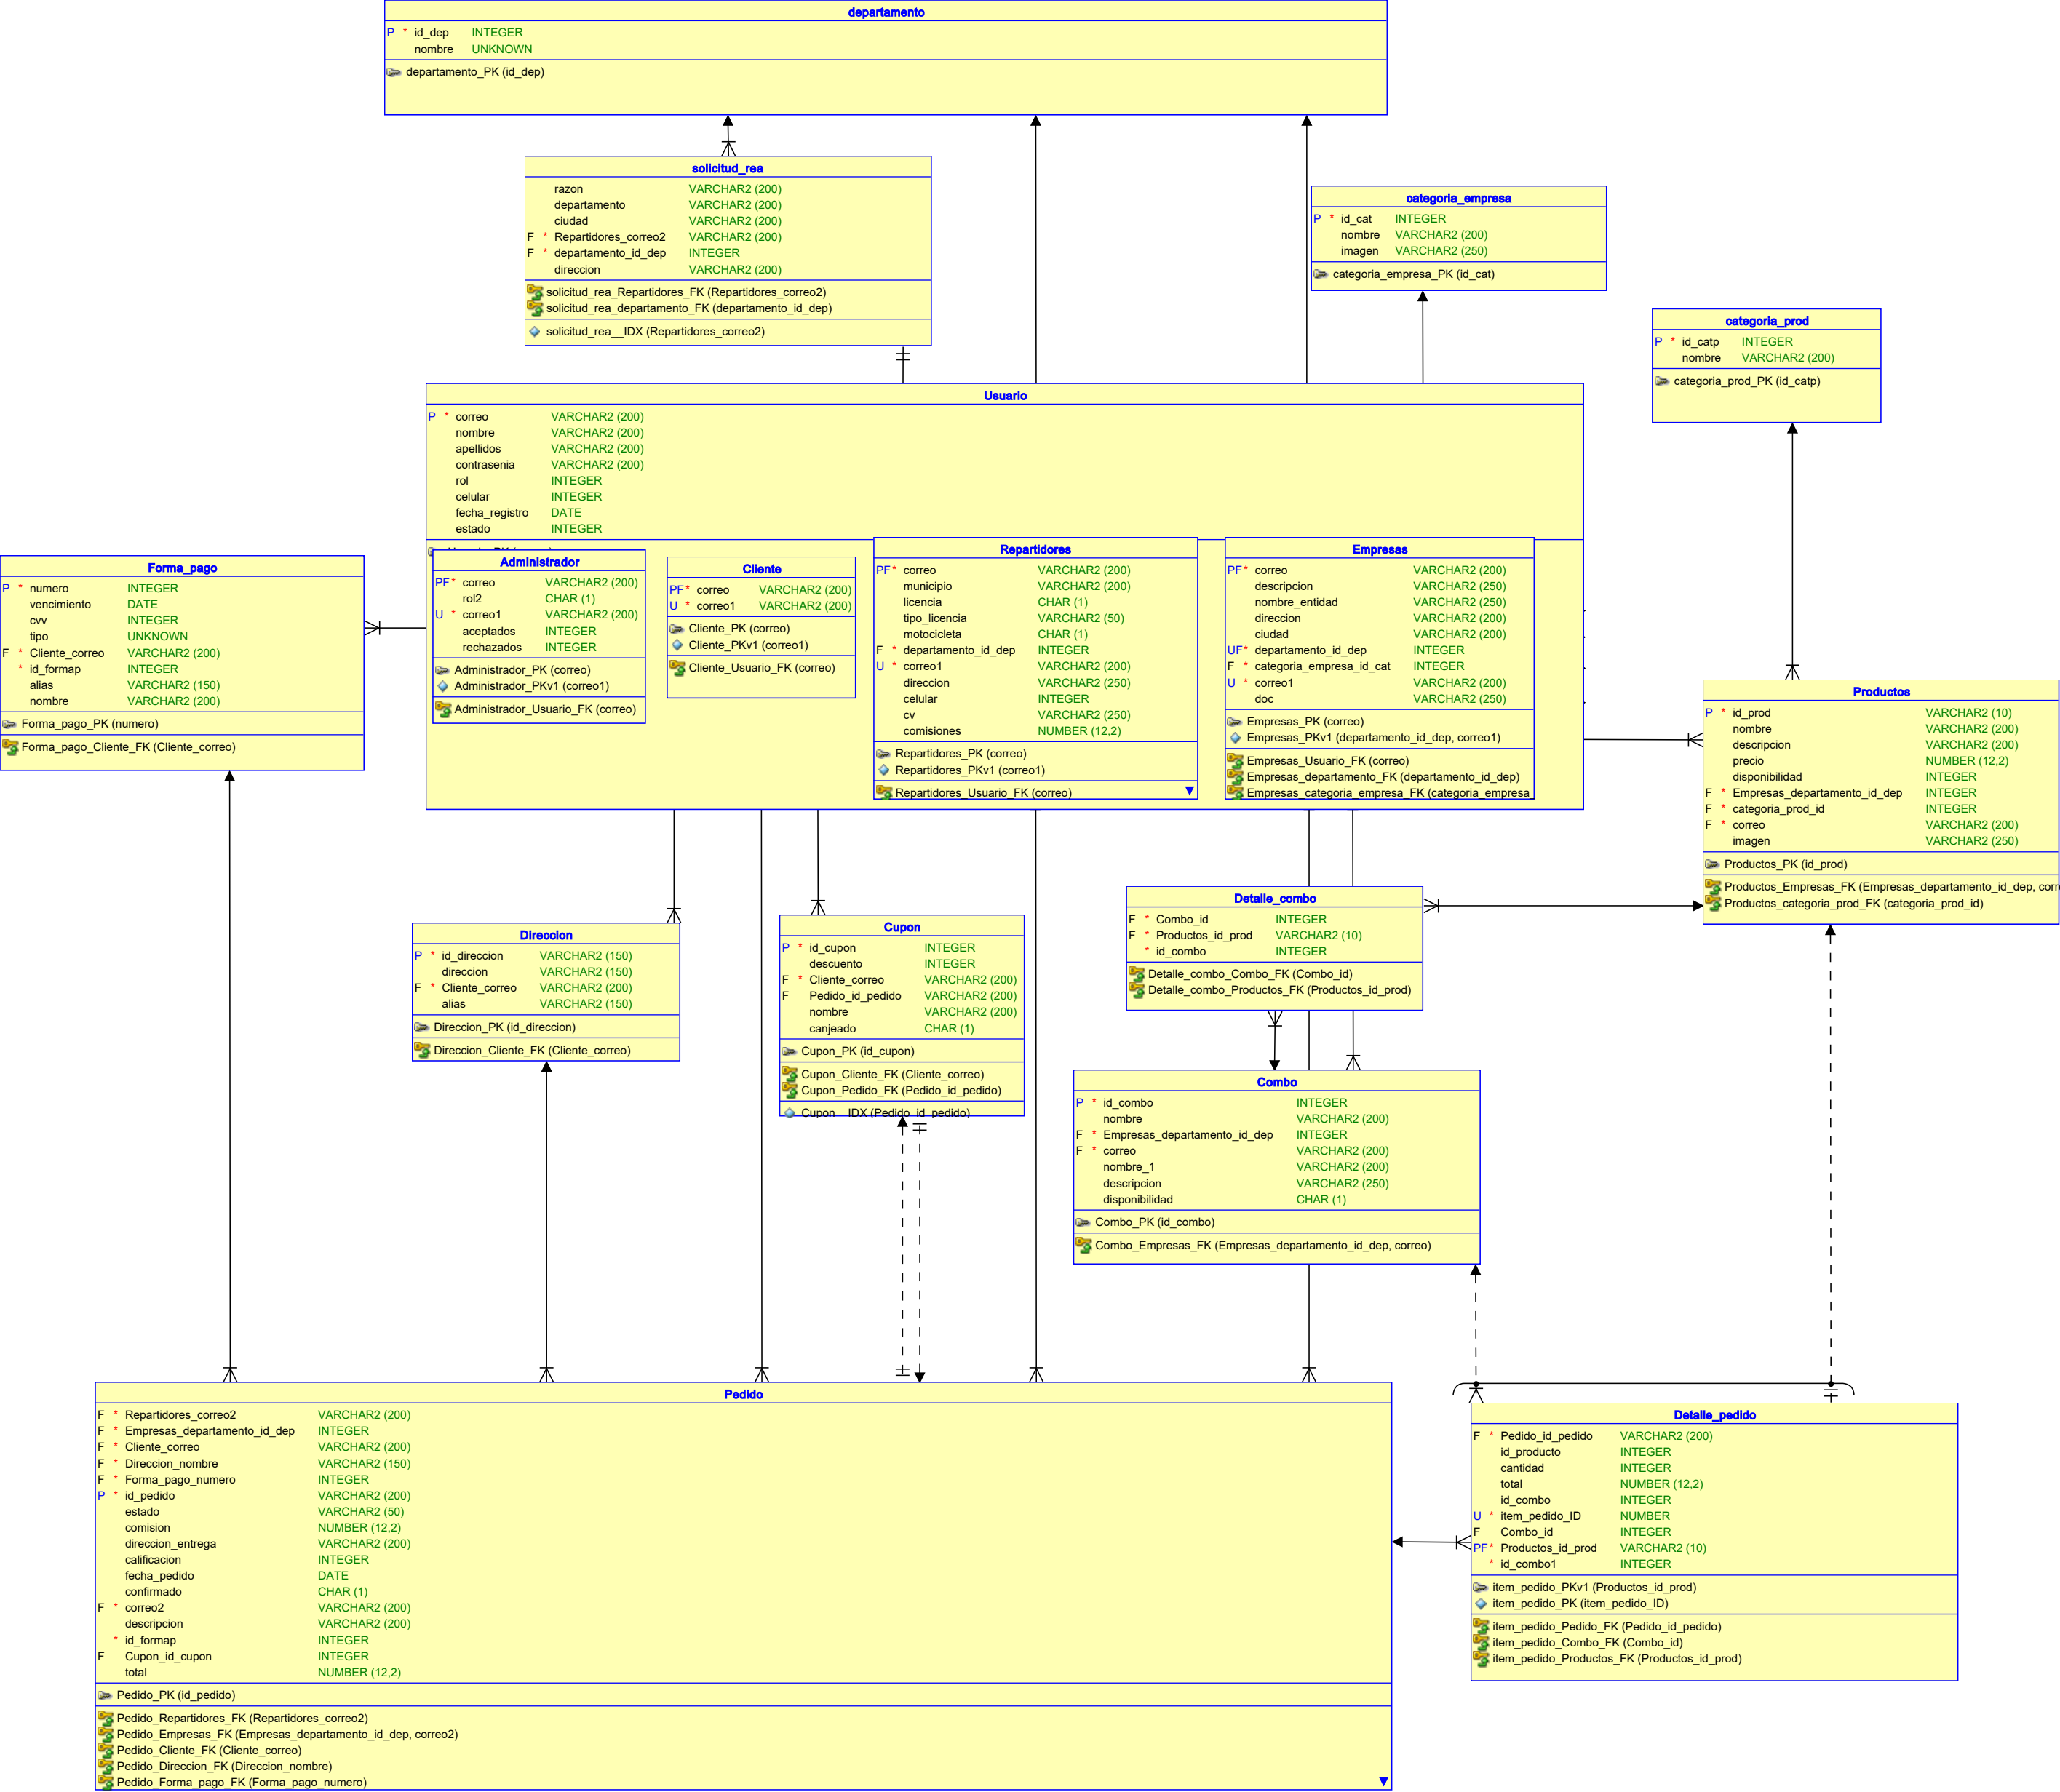 departamento
P * id_dep INTEGER
nombre UNKNOWN
departamento_PK (id_dep)
solicitud_rea
razon VARCHAR2 (200)
departamento VARCHAR2 (200)
ciudad VARCHAR2 (200)
F * Repartidores_correo2 VARCHAR2 (200)
F * departamento_id_dep INTEGER
direccion VARCHAR2 (200)
solicitud_rea_Repartidores_FK (Repartidores_correo2)
solicitud_rea_departamento_FK (departamento_id_dep)
solicitud_rea__IDX (Repartidores_correo2)
categoria_empresa
P * id_cat INTEGER
nombre VARCHAR2 (200)
imagen VARCHAR2 (250)
categoria_empresa_PK (id_cat)
categoria_prod
P * id_catp INTEGER
nombre VARCHAR2 (200)
categoria_prod_PK (id_catp)
Usuario
P * correo VARCHAR2 (200)
nombre VARCHAR2 (200)
apellidos VARCHAR2 (200)
contrasenia VARCHAR2 (200)
rol INTEGER
celular INTEGER
fecha_registro DATE
estado INTEGER
Forma_pago
P * numero INTEGER
vencimiento DATE
cvv INTEGER
tipo UNKNOWN
F * Cliente_correo VARCHAR2 (200)
* id_formap INTEGER
alias VARCHAR2 (150)
nombre VARCHAR2 (200)
Forma_pago_PK (numero)
Forma_pago_Cliente_FK (Cliente_correo)
Administrador
PF* correo VARCHAR2 (200)
rol2 CHAR (1)
U * correo1 VARCHAR2 (200)
aceptados INTEGER
rechazados INTEGER
Administrador_PK (correo)
Administrador_PKv1 (correo1)
Administrador_Usuario_FK (correo)
Cliente
PF* correo VARCHAR2 (200)
U * correo1 VARCHAR2 (200)
Cliente_PK (correo)
Cliente_PKv1 (correo1)
Cliente_Usuario_FK (correo)
Repartidores
PF* correo VARCHAR2 (200)
municipio VARCHAR2 (200)
licencia CHAR (1)
tipo_licencia VARCHAR2 (50)
motocicleta CHAR (1)
F * departamento_id_dep INTEGER
U * correo1 VARCHAR2 (200)
direccion VARCHAR2 (250)
celular INTEGER
cv VARCHAR2 (250)
comisiones NUMBER (12,2)
Repartidores_PK (correo)
Repartidores_PKv1 (correo1)
Repartidores_Usuario_FK (correo)
Empresas
PF* correo VARCHAR2 (200)
descripcion VARCHAR2 (250)
nombre_entidad VARCHAR2 (250)
direccion VARCHAR2 (200)
ciudad VARCHAR2 (200)
UF* departamento_id_dep INTEGER
F * categoria_empresa_id_cat INTEGER
U * correo1 VARCHAR2 (200)
doc VARCHAR2 (250)
Empresas_PK (correo)
Empresas_PKv1 (departamento_id_dep, correo1)
Empresas_Usuario_FK (correo)
Empresas_departamento_FK (departamento_id_dep)
Empresas_categoria_empresa_FK (categoria_empresa_
Productos
P * id_prod VARCHAR2 (10)
nombre VARCHAR2 (200)
descripcion VARCHAR2 (200)
precio NUMBER (12,2)
disponibilidad INTEGER
F * Empresas_departamento_id_dep INTEGER
F * categoria_prod_id INTEGER
F * correo VARCHAR2 (200)
imagen VARCHAR2 (250)
Productos_PK (id_prod)
Productos_Empresas_FK (Empresas_departamento_id_dep, corr
Productos_categoria_prod_FK (categoria_prod_id)
Direccion
P * id_direccion VARCHAR2 (150)
direccion VARCHAR2 (150)
F * Cliente_correo VARCHAR2 (200)
alias VARCHAR2 (150)
Direccion_PK (id_direccion)
Direccion_Cliente_FK (Cliente_correo)
Cupon
P * id_cupon INTEGER
descuento INTEGER
F * Cliente_correo VARCHAR2 (200)
F Pedido_id_pedido VARCHAR2 (200)
nombre VARCHAR2 (200)
canjeado CHAR (1)
Cupon_PK (id_cupon)
Cupon_Cliente_FK (Cliente_correo)
Cupon_Pedido_FK (Pedido_id_pedido)
Cupon__IDX (Pedido_id_pedido)
Detalle_combo
F * Combo_id INTEGER
F * Productos_id_prod VARCHAR2 (10)
* id_combo INTEGER
Detalle_combo_Combo_FK (Combo_id)
Detalle_combo_Productos_FK (Productos_id_prod)
Combo
P * id_combo INTEGER
nombre VARCHAR2 (200)
F * Empresas_departamento_id_dep INTEGER
F * correo VARCHAR2 (200)
nombre_1 VARCHAR2 (200)
descripcion VARCHAR2 (250)
disponibilidad CHAR (1)
Combo_PK (id_combo)
Combo_Empresas_FK (Empresas_departamento_id_dep, correo)
Pedido
F * Repartidores_correo2 VARCHAR2 (200)
F * Empresas_departamento_id_dep INTEGER
F * Cliente_correo VARCHAR2 (200)
F * Direccion_nombre VARCHAR2 (150)
F * Forma_pago_numero INTEGER
P * id_pedido VARCHAR2 (200)
estado VARCHAR2 (50)
comision NUMBER (12,2)
direccion_entrega VARCHAR2 (200)
calificacion INTEGER
fecha_pedido DATE
confirmado CHAR (1)
F * correo2 VARCHAR2 (200)
descripcion VARCHAR2 (200)
* id_formap INTEGER
F Cupon_id_cupon INTEGER
total NUMBER (12,2)
Pedido_PK (id_pedido)
Pedido_Repartidores_FK (Repartidores_correo2)
Pedido_Empresas_FK (Empresas_departamento_id_dep, correo2)
Pedido_Cliente_FK (Cliente_correo)
Pedido_Direccion_FK (Direccion_nombre)
Pedido_Forma_pago_FK (Forma_pago_numero)
Detalle_pedido
F * Pedido_id_pedido VARCHAR2 (200)
id_producto INTEGER
cantidad INTEGER
total NUMBER (12,2)
id_combo INTEGER
U * item_pedido_ID NUMBER
F Combo_id INTEGER
PF* Productos_id_prod VARCHAR2 (10)
* id_combo1 INTEGER
item_pedido_PKv1 (Productos_id_prod)
item_pedido_PK (item_pedido_ID)
item_pedido_Pedido_FK (Pedido_id_pedido)
item_pedido_Combo_FK (Combo_id)
item_pedido_Productos_FK (Productos_id_prod)